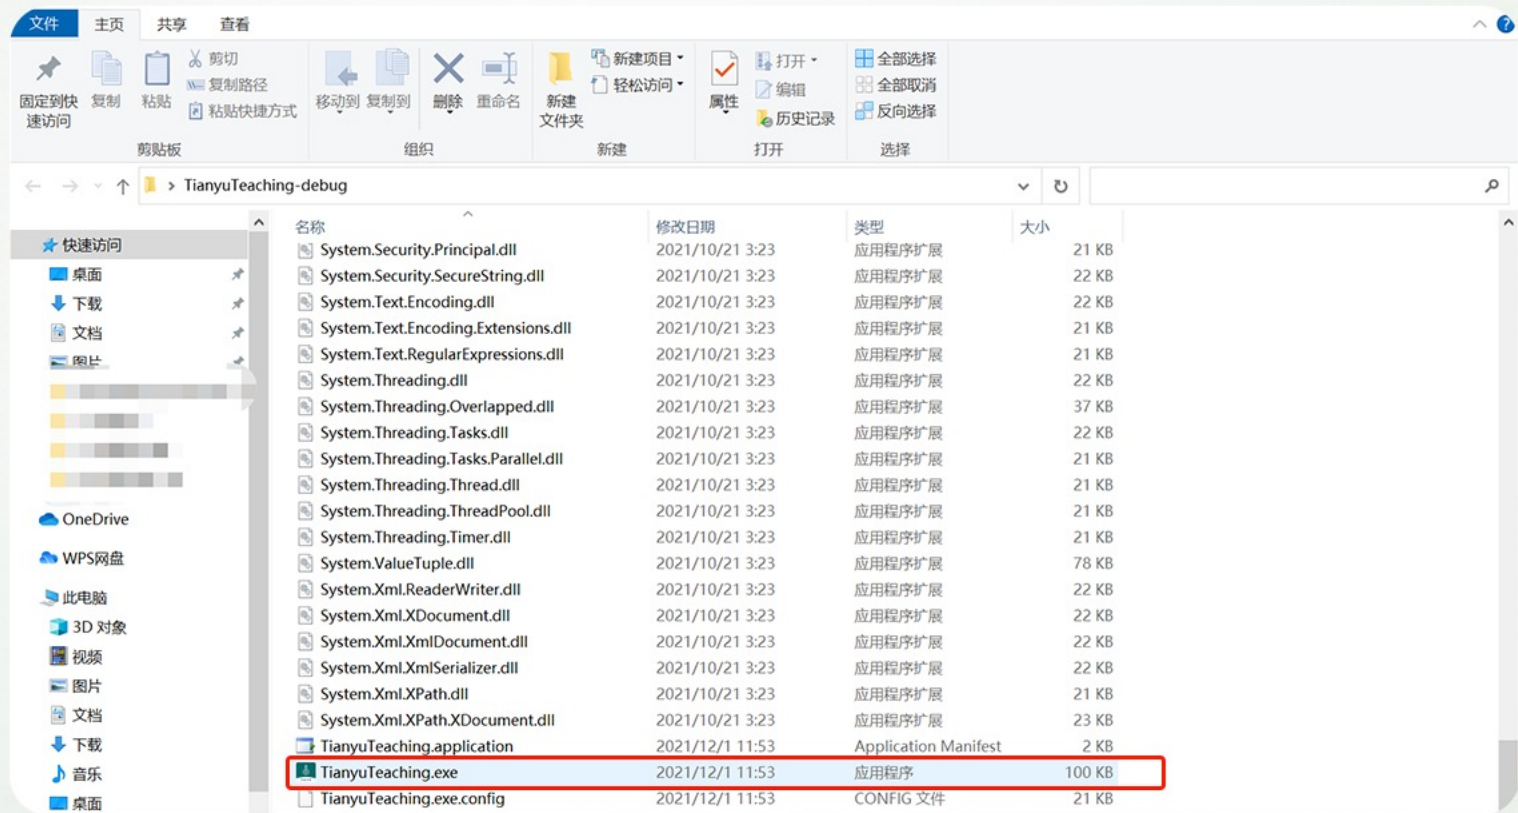 文件 主页 共享 查看
固定到快速访问
复制
粘贴
剪切
复制路径
粘贴快捷方式
剪贴板
移动到
复制到
删除
重命名
组织
新建文件夹
新建项目
轻松访问
新建
属性
打开
编辑
历史记录
打开
全部选择
全部取消
反向选择
选择
TianyuTeaching-debug
快速访问
桌面
下载
文档
图片
OneDrive
WPS网盘
此电脑
3D 对象
视频
图片
文档
下载
音乐
桌面
名称 修改日期 类型 大小
System.Security.Principal.dll 2021/10/21 3:23 应用程序扩展 21 KB
System.Security.SecureString.dll 2021/10/21 3:23 应用程序扩展 22 KB
System.Text.Encoding.dll 2021/10/21 3:23 应用程序扩展 22 KB
System.Text.Encoding.Extensions.dll 2021/10/21 3:23 应用程序扩展 21 KB
System.Text.RegularExpressions.dll 2021/10/21 3:23 应用程序扩展 21 KB
System.Threading.dll 2021/10/21 3:23 应用程序扩展 22 KB
System.Threading.Overlapped.dll 2021/10/21 3:23 应用程序扩展 37 KB
System.Threading.Tasks.dll 2021/10/21 3:23 应用程序扩展 22 KB
System.Threading.Tasks.Parallel.dll 2021/10/21 3:23 应用程序扩展 21 KB
System.Threading.Thread.dll 2021/10/21 3:23 应用程序扩展 21 KB
System.Threading.ThreadPool.dll 2021/10/21 3:23 应用程序扩展 21 KB
System.Threading.Timer.dll 2021/10/21 3:23 应用程序扩展 21 KB
System.ValueTuple.dll 2021/10/21 3:23 应用程序扩展 78 KB
System.Xml.ReaderWriter.dll 2021/10/21 3:23 应用程序扩展 22 KB
System.Xml.XDocument.dll 2021/10/21 3:23 应用程序扩展 22 KB
System.Xml.XmlDocument.dll 2021/10/21 3:23 应用程序扩展 22 KB
System.Xml.XmlSerializer.dll 2021/10/21 3:23 应用程序扩展 22 KB
System.Xml.XPath.dll 2021/10/21 3:23 应用程序扩展 21 KB
System.Xml.XPath.XDocument.dll 2021/10/21 3:23 应用程序扩展 23 KB
TianyuTeaching.application 2021/12/1 11:53 Application Manifest 2 KB
TianyuTeaching.exe 2021/12/1 11:53 应用程序 100 KB
TianyuTeaching.exe.config 2021/12/1 11:53 CONFIG 文件 21 KB